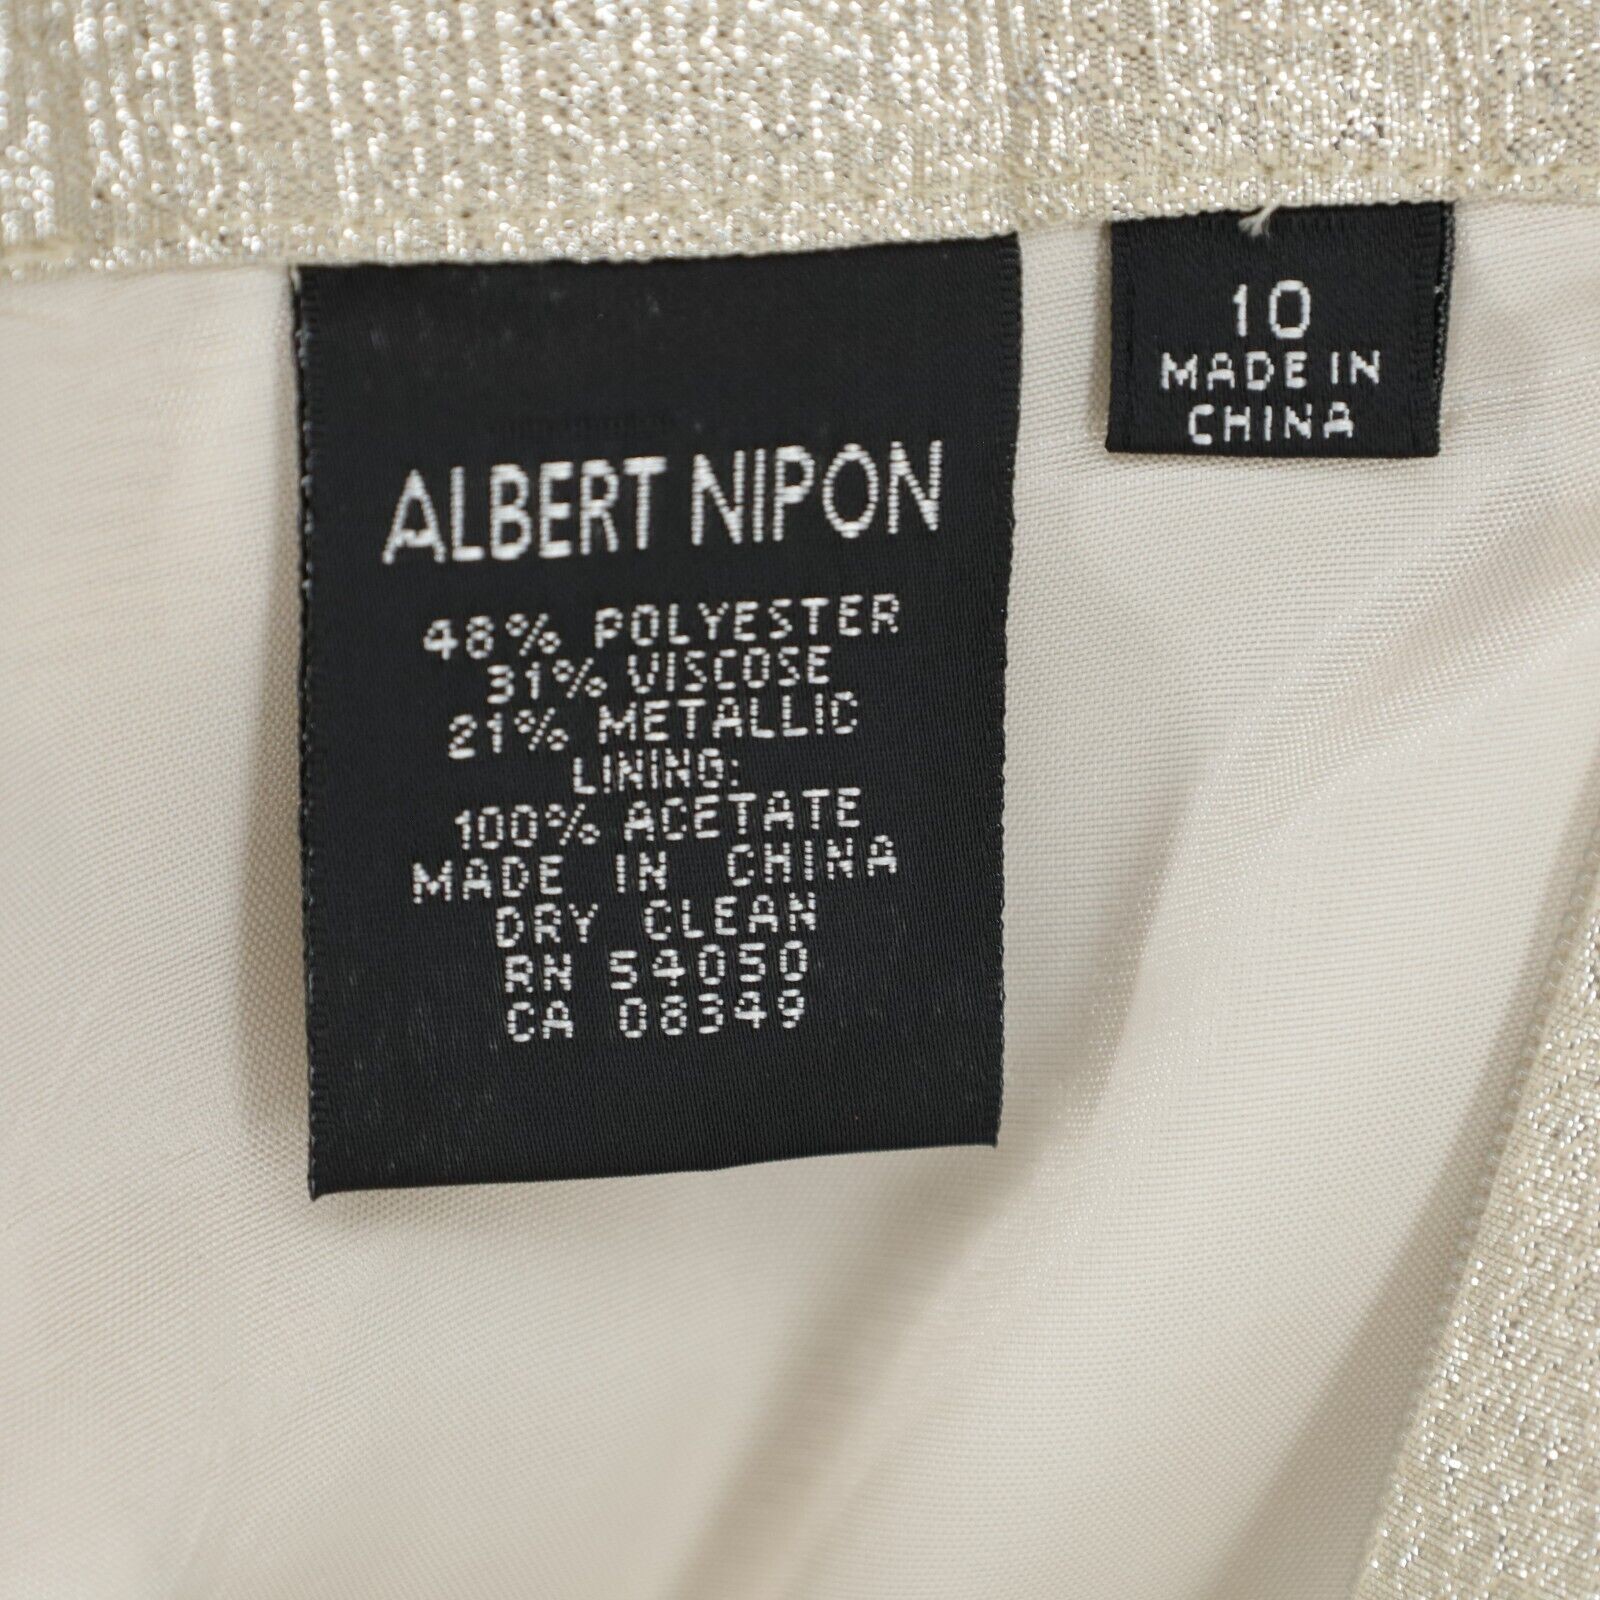 ALBERT NIPON
48% POLYESTER
31% VISCOSE
21% METALLIC
LINING:
100% ACETATE
MADE IN CHINA
DRY CLEAN
RN 54050
CA 08349
10
MADE IN
CHINA